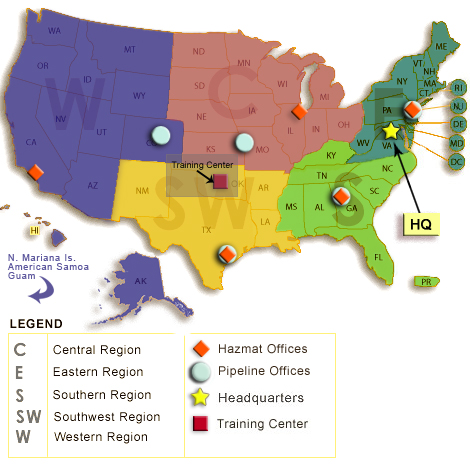 WA
MT
ND
MN
ME
OR
ID
SD
WI
MI
NY
VT
NH
MA
CT
RI
W
C
E
NJ
NV
UT
NE
IA
PA
DE
CA
CO
KS
MO
IL
IN
OH
WV
VA
MD
DC
KY
Training Center
AZ
NM
OK
AR
TN
NC
SC
SW
S
TX
LA
MS
AL
GA
HQ
HI
FL
N. Mariana Is.
American Samoa
Guam
AK
PR
LEGEND
C Central Region
E Eastern Region
S Southern Region
SW Southwest Region
W Western Region
Hazmat Offices
Pipeline Offices
Headquarters
Training Center